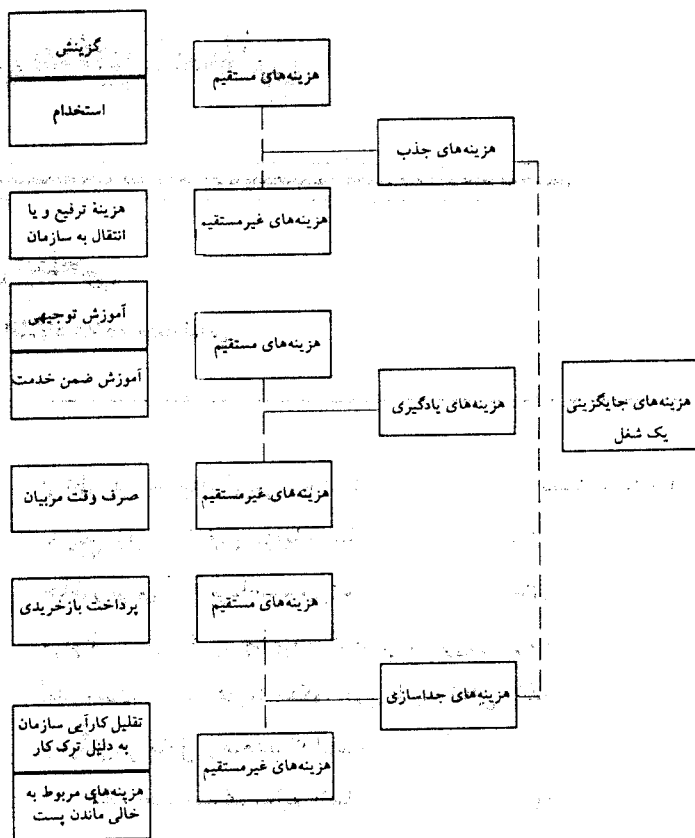 هزینه‌های جایگزینی
یک شغل
هزینه‌های جذب
هزینه‌های مستقیم
گزینش
استخدام
هزینه‌های غیرمستقیم
هزینهٔ ترفیع و یا
انتقال به سازمان
هزینه‌های یادگیری
هزینه‌های مستقیم
آموزش توجیهی
آموزش ضمن خدمت
هزینه‌های غیرمستقیم
صرف وقت مربیان
هزینه‌های جداسازی
هزینه‌های مستقیم
پرداخت بازخریدی
هزینه‌های غیرمستقیم
تقلیل کارآیی سازمان
به دلیل ترک کار
هزینه‌های مربوط به
خالی ماندن پست